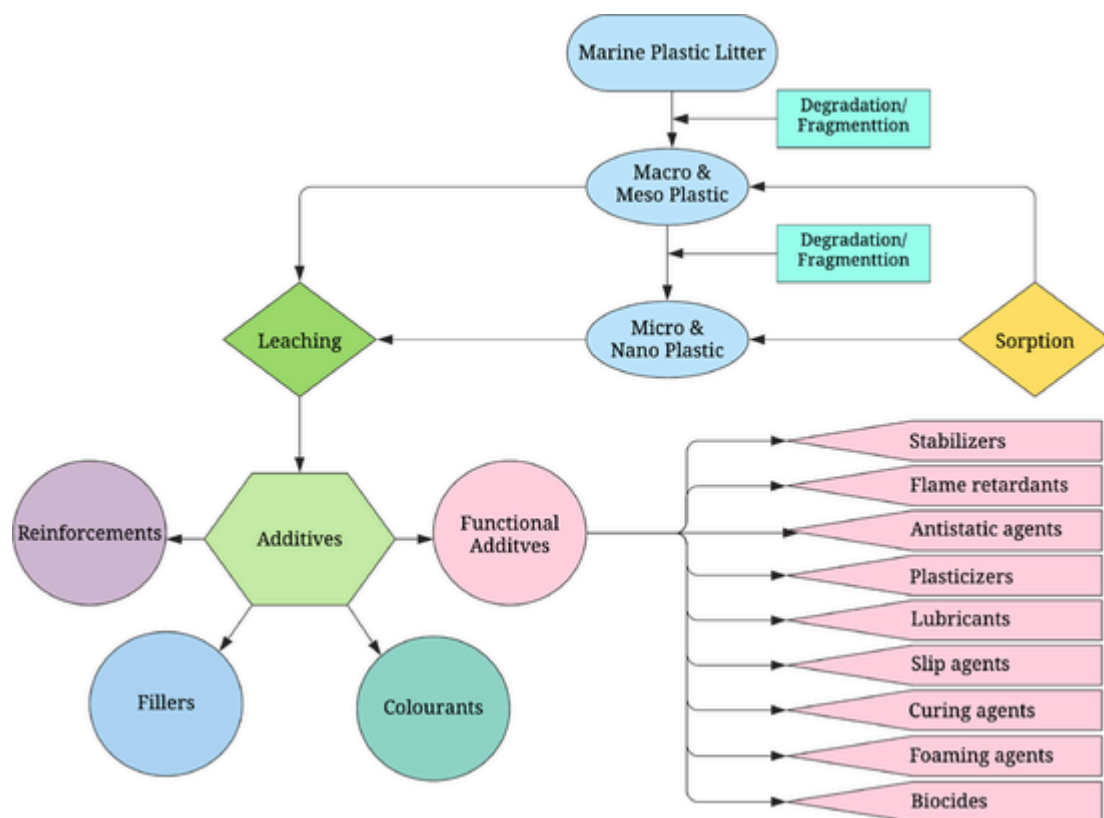 Marine Plastic Litter
Degradation/
Fragmenttion
Macro &
Meso Plastic
Degradation/
Fragmenttion
Leaching
Micro &
Nano Plastic
Sorption
Reinforcements
Additives
Functional
Additves
Fillers
Colourants
Stabilizers
Flame retardants
Antistatic agents
Plasticizers
Lubricants
Slip agents
Curing agents
Foaming agents
Biocides